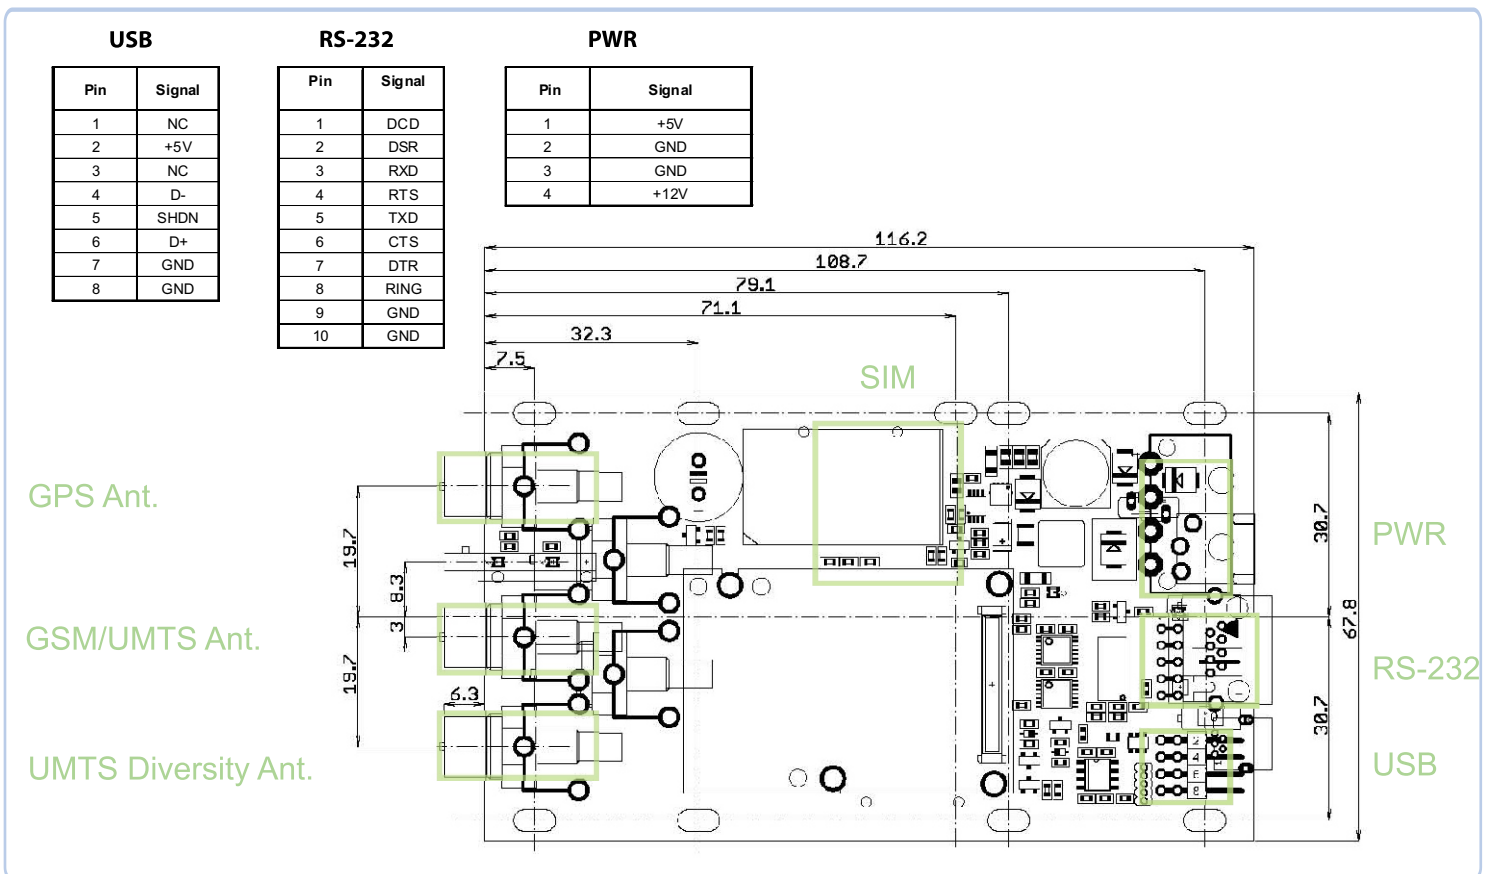 USB RS-232 PWR
Pin Signal
1 NC
2 +5V
3 NC
4 D-
5 SHDN
6 D+
7 GND
8 GND
Pin Signal
1 DCD
2 DSR
3 RXD
4 RTS
5 TXD
6 CTS
7 DTR
8 RING
9 GND
10 GND
Pin Signal
1 +5V
2 GND
3 GND
4 +12V
116.2
108.7
79.1
71.1
32.3
7.5
SIM
GPS Ant.
19.7
8.3
3
GSM/UMTS Ant.
19.7
6.3
UMTS Diversity Ant.
30.7
PWR
67.8
RS-232
30.7
USB
2
4
6
8